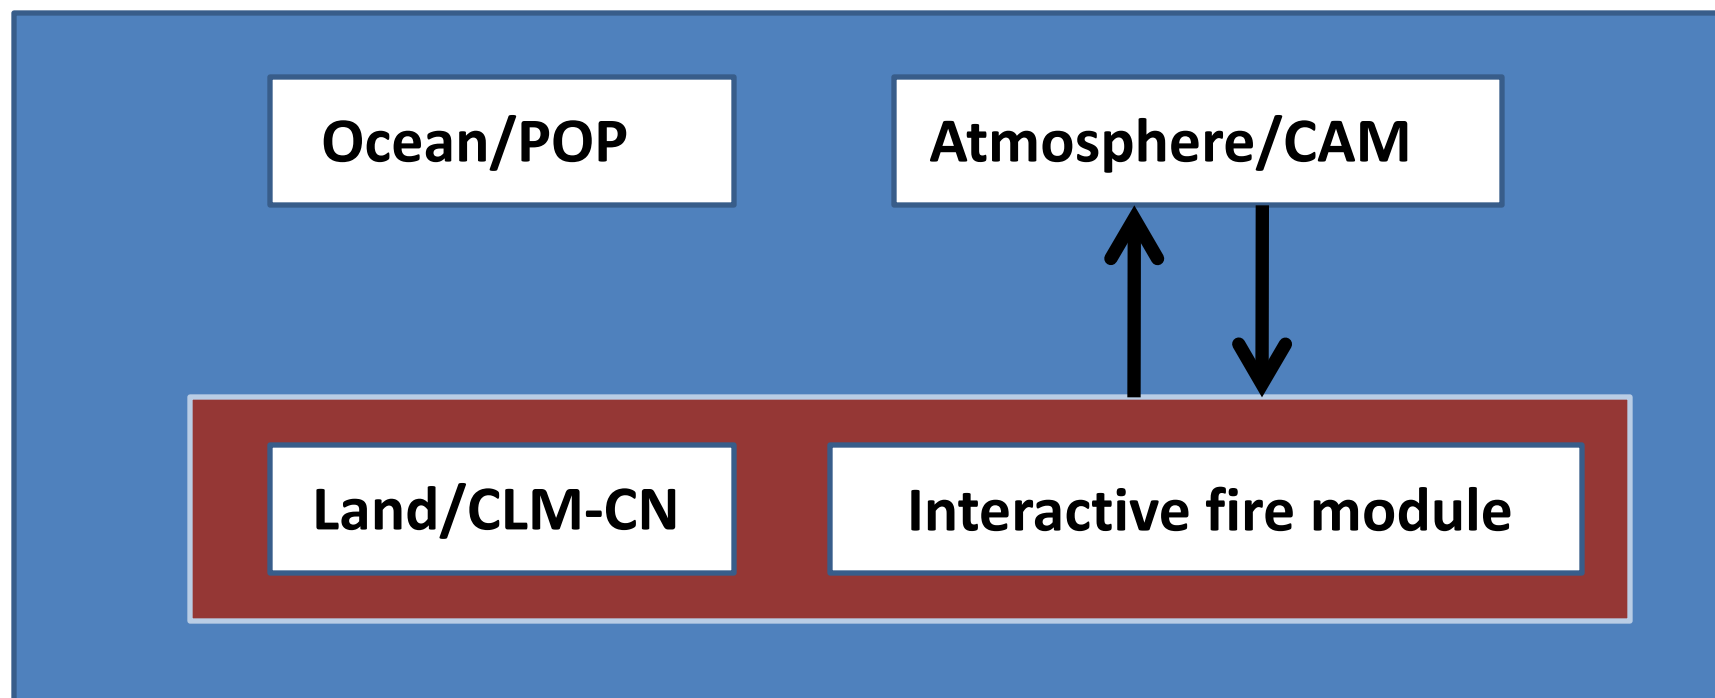 Ocean/POP
Atmosphere/CAM
Land/CLM-CN
Interactive fire module